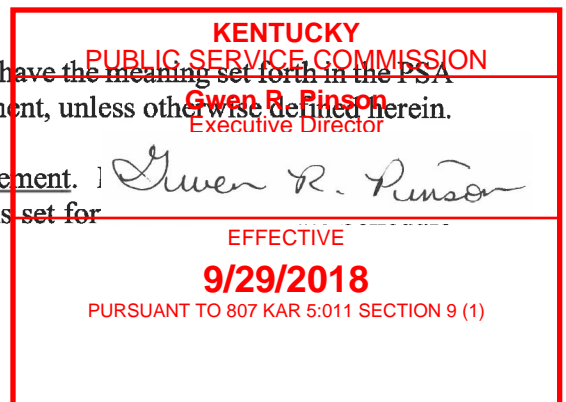 KENTUCKY
PUBLIC SERVICE COMMISSION
have the meaning set forth in the PSA
Gwen R. Pinson
ent, unless otherwise defined herein.
Executive Director
ement.
Gwen R. Pinson
s set for
EFFECTIVE
9/29/2018
PURSUANT TO 807 KAR 5:011 SECTION 9 (1)